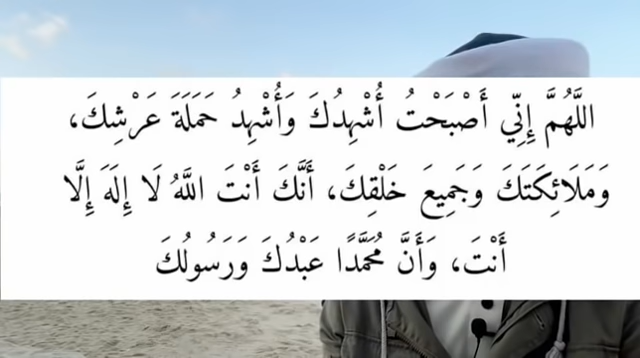 اللَّهُمَّ إِنِّي أَصْبَحْتُ أُشْهِدُكَ وَأُشْهِدُ حَمَلَةَ عَرْشِكَ،
وَمَلَائِكَتَكَ وَجَمِيعَ خَلْقِكَ، أَنَّكَ أَنْتَ اللَّهُ لَا إِلَهَ إِلَّا
أَنْتَ، وَأَنَّ مُحَمَّدًا عَبْدُكَ وَرَسُولُكَ